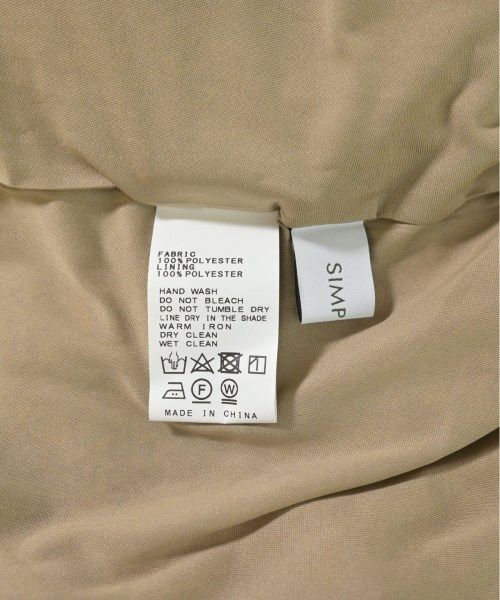 FABRIC
100% POLYESTER
LINING
100% POLYESTER
HAND WASH
DO NOT BLEACH
DO NOT TUMBLE DRY
LINE DRY IN THE SHADE
WARM IRON
DRY CLEAN
WET CLEAN
F W
MADE IN CHINA
SIMP